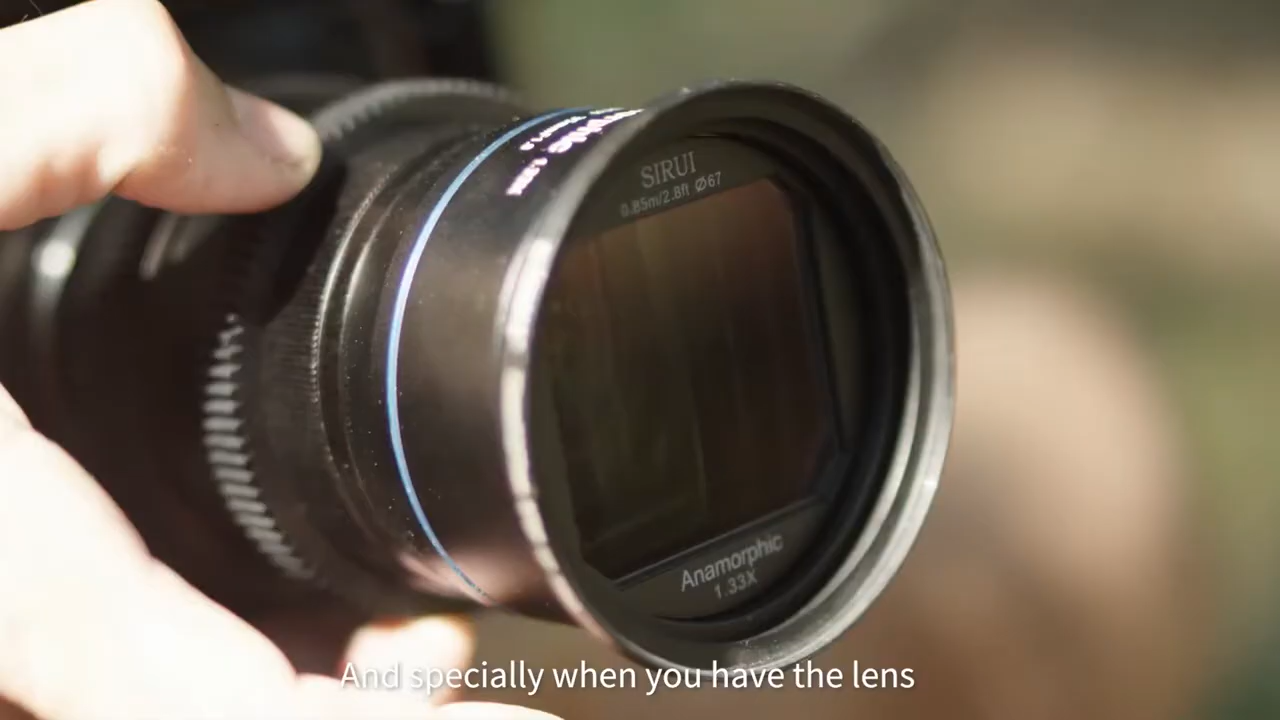 SIRUI
0.85m/2.8ft Ø67
Anamorphic
1.33X
And specially when you have the lens